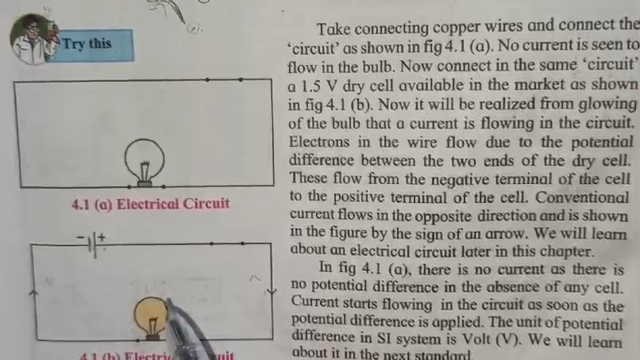 Try this
4.1 (a) Electrical Circuit
- +
Take connecting copper wires and connect the
‘circuit’ as shown in fig 4.1 (a). No current is seen to
flow in the bulb. Now connect in the same ‘circuit’
a 1.5 V dry cell available in the market as shown
in fig 4.1 (b). Now it will be realized from glowing
of the bulb that a current is flowing in the circuit.
Electrons in the wire flow due to the potential
difference between the two ends of the dry cell.
These flow from the negative terminal of the cell
to the positive terminal of the cell. Conventional
current flows in the opposite direction and is shown
in the figure by the sign of an arrow. We will learn
about an electrical circuit later in this chapter.
In fig 4.1 (a), there is no current as there is
no potential difference in the absence of any cell.
Current starts flowing in the circuit as soon as the
potential difference is applied. The unit of potential
difference in SI system is Volt (V). We will learn
about it in the next standard.